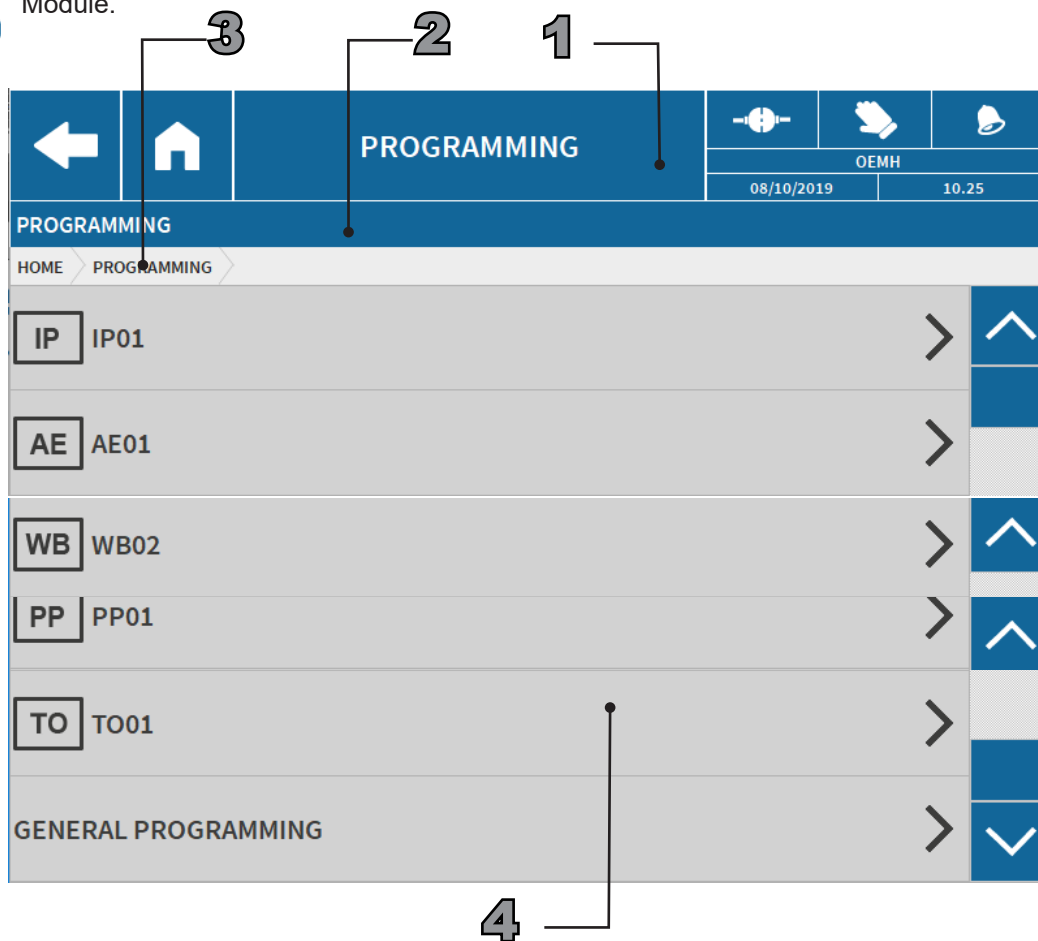 Module.
3 2 1
PROGRAMMING
OEMH
08/10/2019 10.25
PROGRAMMING
HOME PROGRAMMING
IP IP01
AE AE01
WB WB02
PP PP01
TO TO01
GENERAL PROGRAMMING
4